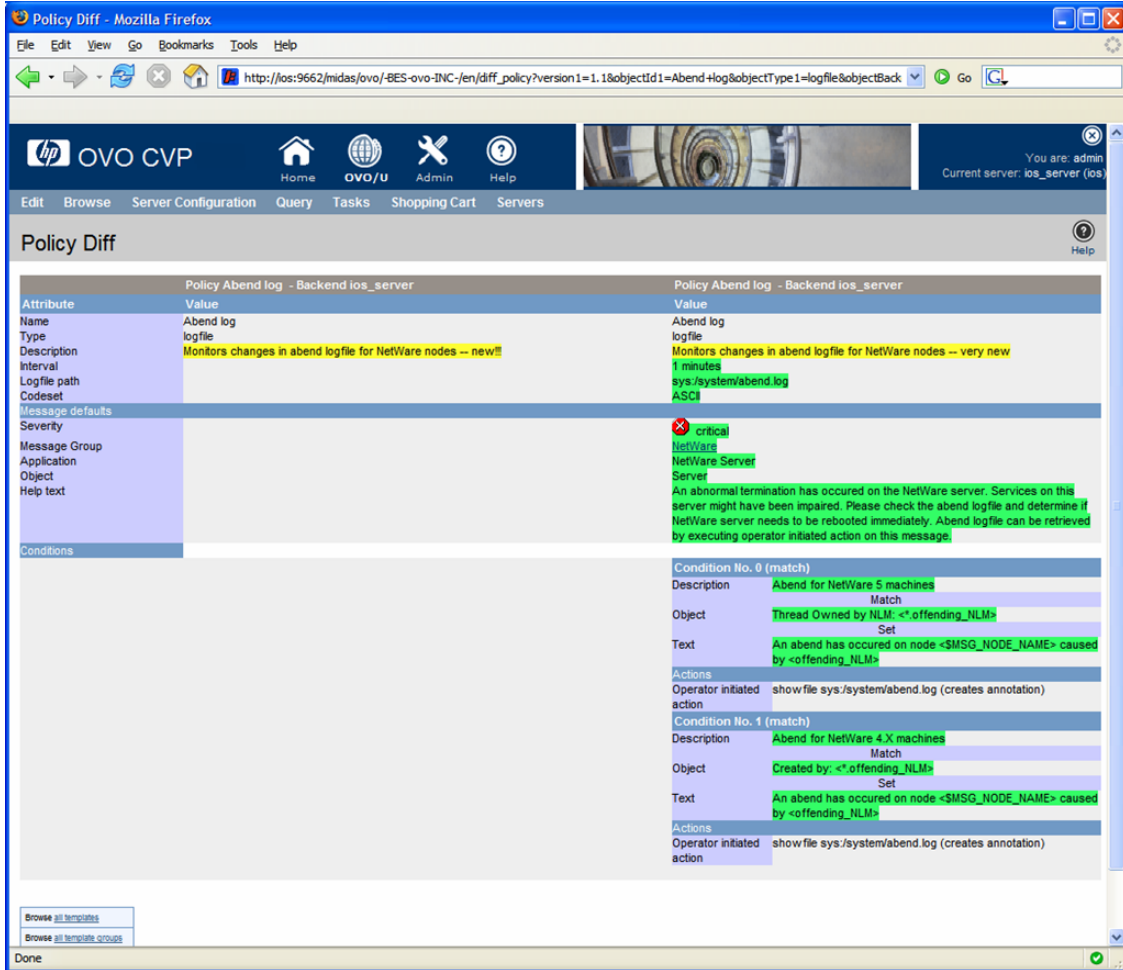 Policy Diff - Mozilla Firefox
File Edit View Go Bookmarks Tools Help
http://ios:9662/midas/ovo/-BES-ovo-INC-/en/diff_policy?version1=1.1&objectId1=Abend+log&objectType1=logfile&objectBack Go
hp OVO CVP Home OVO/U Admin Help
You are: admin
Current server: ios_server (ios)
Edit Browse Server Configuration Query Tasks Shopping Cart Servers
Policy Diff Help
Policy Abend log - Backend ios_server Policy Abend log - Backend ios_server
Attribute Value Value
Name Abend log Abend log
Type logfile logfile
Description Monitors changes in abend logfile for NetWare nodes -- new!!! Monitors changes in abend logfile for NetWare nodes -- very new
Interval 1 minutes
Logfile path sys:/system/abend.log
Codeset ASCII
Message defaults
Severity critical
Message Group NetWare
Application NetWare Server
Object Server
Help text An abnormal termination has occured on the NetWare server. Services on this
server might have been impaired. Please check the abend logfile and determine if
NetWare server needs to be rebooted immediately. Abend logfile can be retrieved
by executing operator initiated action on this message.
Conditions
Condition No. 0 (match)
Description Abend for NetWare 5 machines
Match
Object Thread Owned by NLM: <*.offending_NLM>
Set
Text An abend has occured on node <$MSG_NODE_NAME> caused
by <offending_NLM>
Actions
Operator initiated show file sys:/system/abend.log (creates annotation)
action
Condition No. 1 (match)
Description Abend for NetWare 4.X machines
Match
Object Created by: <*.offending_NLM>
Set
Text An abend has occured on node <$MSG_NODE_NAME> caused
by <offending_NLM>
Actions
Operator initiated show file sys:/system/abend.log (creates annotation)
action
Browse all templates
Browse all template groups
Done